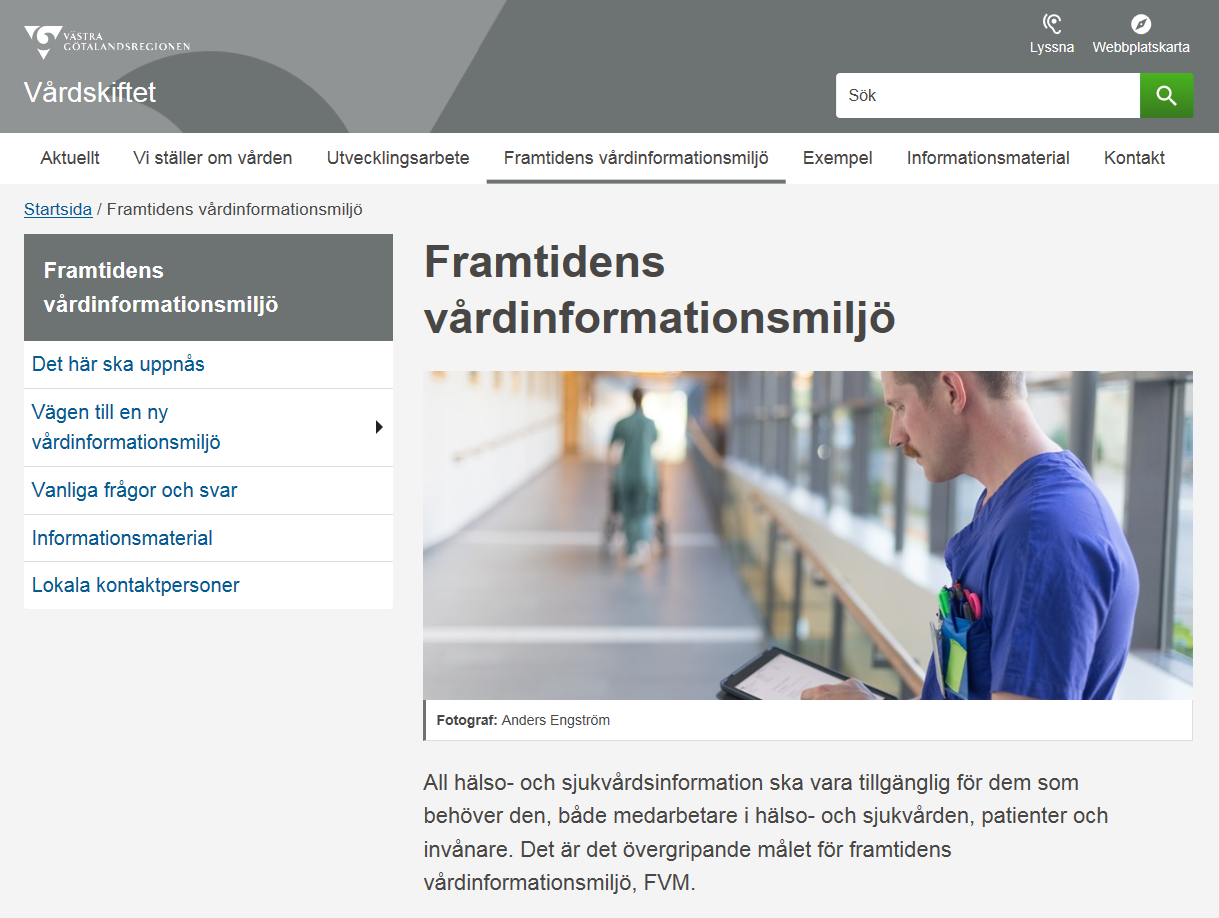 VÄSTRA
GÖTALANDSREGIONEN
Lyssna
Webbplatskarta
Vårdskiftet
Sök
Aktuellt
Vi ställer om vården
Utvecklingsarbete
Framtidens vårdinformationsmiljö
Exempel
Informationsmaterial
Kontakt
Startsida / Framtidens vårdinformationsmiljö
Framtidens
vårdinformationsmiljö
Det här ska uppnås
Vägen till en ny
vårdinformationsmiljö
Vanliga frågor och svar
Informationsmaterial
Lokala kontaktpersoner
Framtidens
vårdinformationsmiljö
Fotograf: Anders Engström
All hälso- och sjukvårdsinformation ska vara tillgänglig för dem som
behöver den, både medarbetare i hälso- och sjukvården, patienter och
invånare. Det är det övergripande målet för framtidens
vårdinformationsmiljö, FVM.